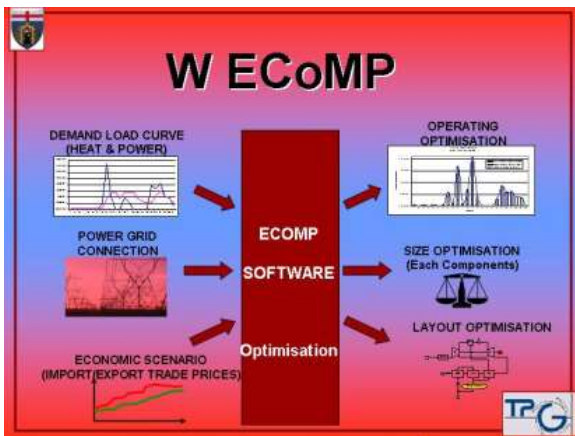 W ECoMP
DEMAND LOAD CURVE
(HEAT & POWER)
POWER GRID
CONNECTION
ECONOMIC SCENARIO
(IMPORT/EXPORT TRADE PRICES)
ECOMP
SOFTWARE
Optimisation
OPERATING
OPTIMISATION
SIZE OPTIMISATION
(Each Components)
LAYOUT OPTIMISATION
TPG